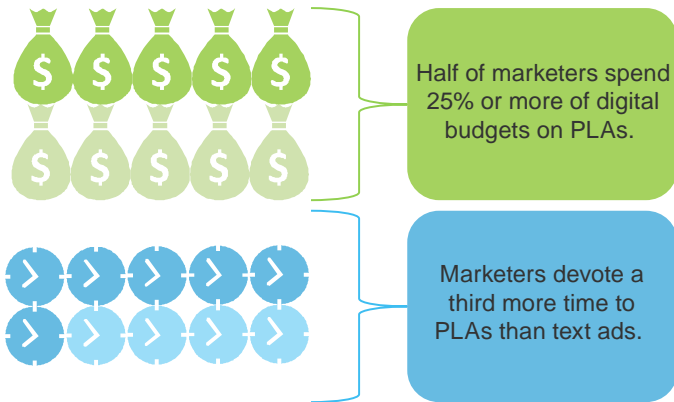 $ $ $ $ $
Half of marketers spend
25% or more of digital
budgets on PLAs.
$ $ $ $ $
Marketers devote a
third more time to
PLAs than text ads.